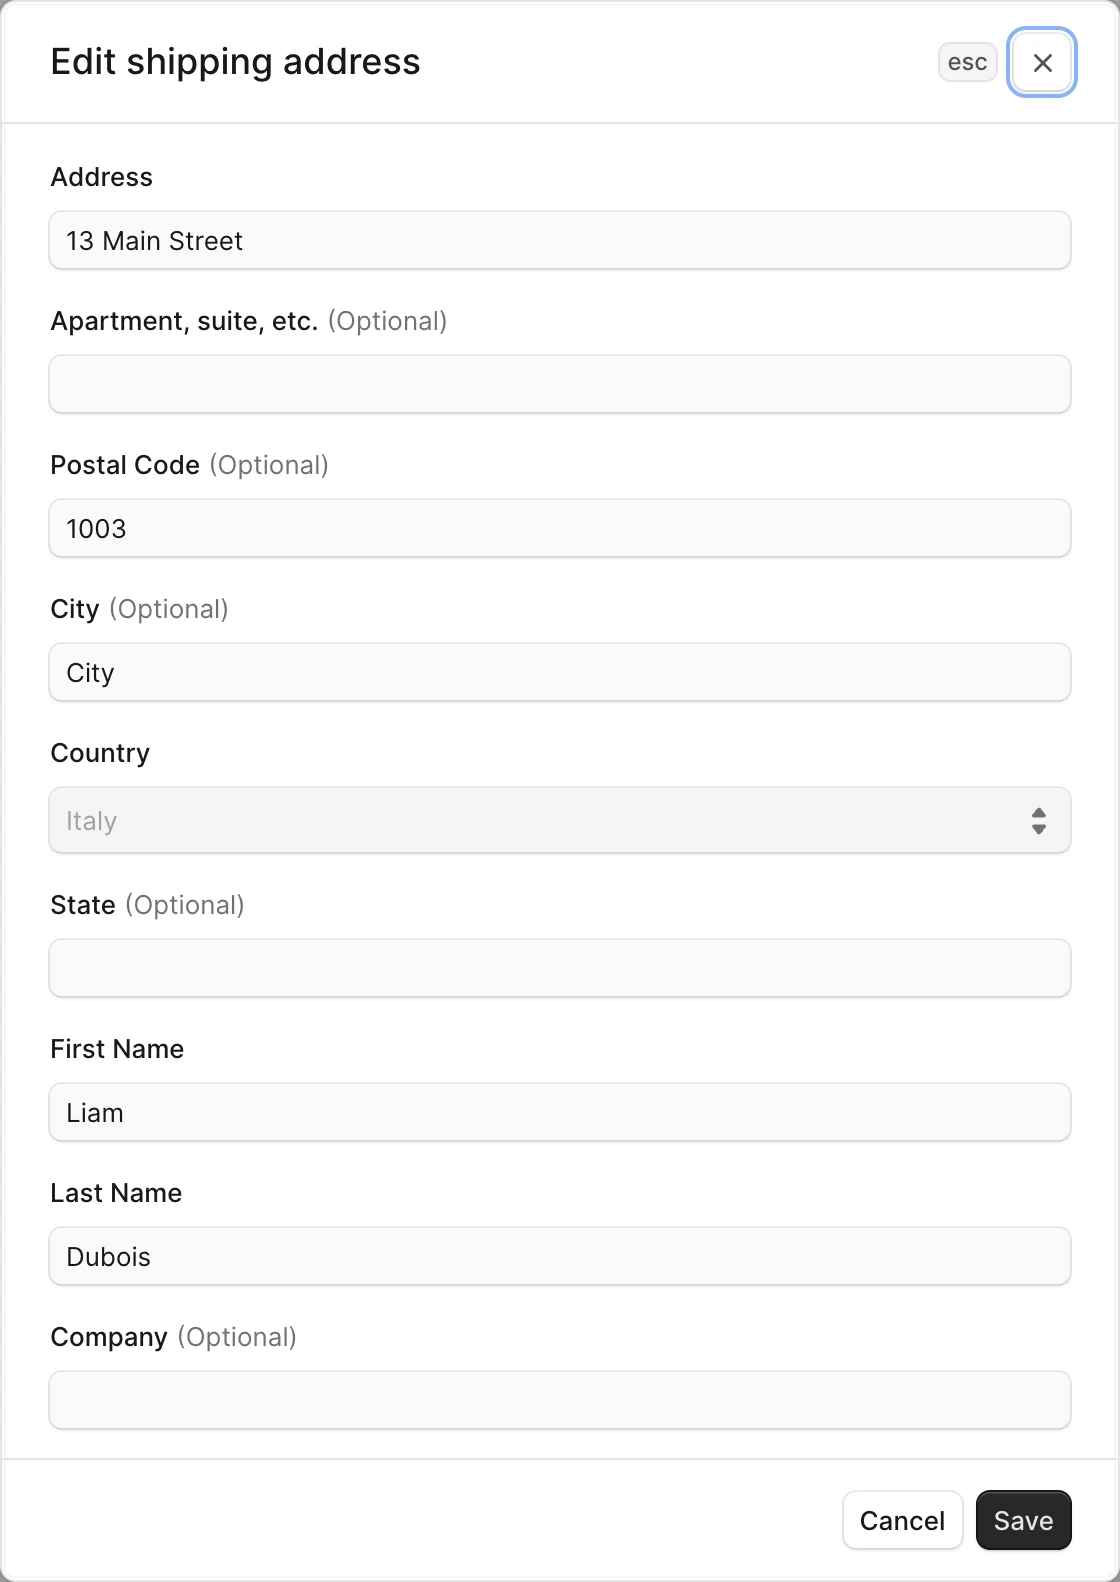 Edit shipping address
esc
Address
13 Main Street
Apartment, suite, etc. (Optional)
Postal Code (Optional)
1003
City (Optional)
City
Country
Italy
State (Optional)
First Name
Liam
Last Name
Dubois
Company (Optional)
Cancel Save